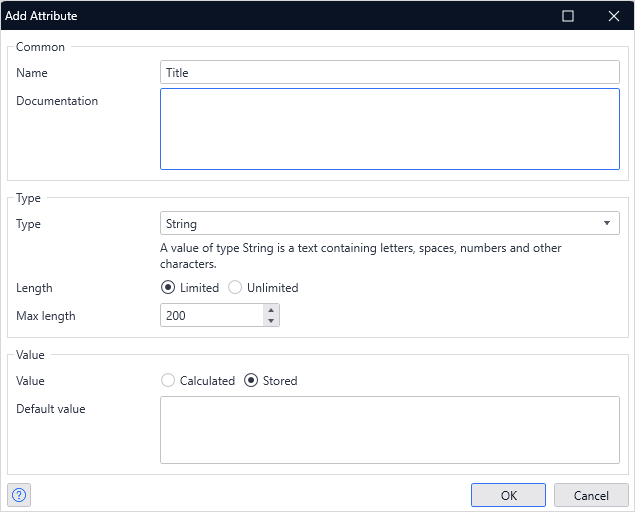 Add Attribute
Common
Name
Title
Documentation
Type
Type
String
A value of type String is a text containing letters, spaces, numbers and other
characters.
Length
Limited
Unlimited
Max length
200
Value
Value
Calculated
Stored
Default value
?
OK
Cancel